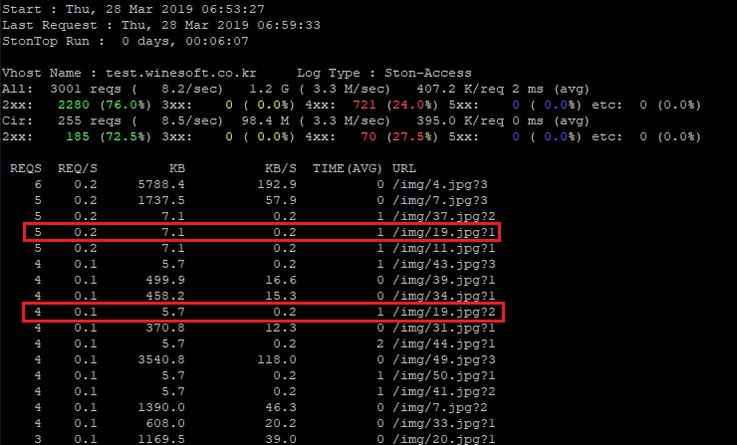 Start : Thu, 28 Mar 2019 06:53:27
Last Request : Thu, 28 Mar 2019 06:59:33
StonTop Run :  0 days, 00:06:07
Vhost Name : test.winesoft.co.kr     Log Type : Ston-Access
All:  3001 reqs (   8.2/sec)    1.2 G ( 3.3 M/sec)   407.2 K/req 2 ms (avg)
2xx:  2280 (76.0%) 3xx:    0 ( 0.0%) 4xx:  721 (24.0%) 5xx:   0 ( 0.0%) etc:  0 (0.0%)
Cir:  255 reqs (   8.5/sec)  98.4 M ( 3.3 M/sec)   395.0 K/req 0 ms (avg)
2xx:   185 (72.5%) 3xx:    0 ( 0.0%) 4xx:   70 (27.5%) 5xx:   0 ( 0.0%) etc:  0 (0.0%)
REQS  REQ/S  KB  KB/S  TIME(AVG) URL
6  0.2  5788.4  192.9  0 /img/4.jpg?3
5  0.2  1737.5  57.9  0 /img/7.jpg?3
5  0.2  7.1  0.2  1 /img/37.jpg?2
5  0.2  7.1  0.2  1 /img/19.jpg?1
5  0.2  7.1  0.2  1 /img/11.jpg?1
4  0.1  5.7  0.2  1 /img/43.jpg?3
4  0.1  499.9  16.6  0 /img/39.jpg?1
4  0.1  458.2  15.3  0 /img/34.jpg?1
4  0.1  5.7  0.2  1 /img/19.jpg?2
4  0.1  370.8  12.3  0 /img/31.jpg?1
4  0.1  5.7  0.2  2 /img/44.jpg?1
4  0.1  3540.8  118.0  0 /img/49.jpg?3
4  0.1  5.7  0.2  1 /img/50.jpg?1
4  0.1  5.7  0.2  1 /img/41.jpg?2
4  0.1  1390.0  46.3  0 /img/7.jpg?2
4  0.1  608.0  20.2  0 /img/33.jpg?1
3  0.1  1169.5  39.0  0 /img/20.jpg?1